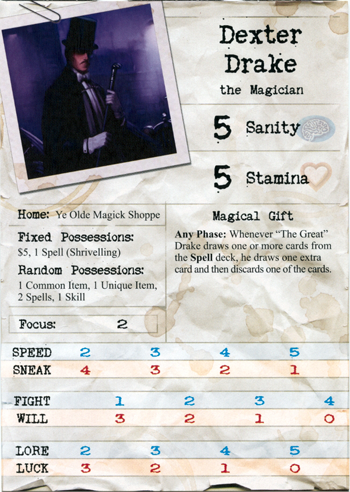 Dexter
Drake
the Magician
5 Sanity
5 Stamina
Home: Ye Olde Magick Shoppe
Fixed Possessions:
$5, 1 Spell (Shrivelling)
Random Possessions:
1 Common Item, 1 Unique Item,
2 Spells, 1 Skill
Magical Gift
Any Phase: Whenever “The Great”
Drake draws one or more cards from
the Spell deck, he draws one extra
card and then discards one of the cards.
Focus: 2
SPEED 2 3 4 5
SNEAK 4 3 2 1
FIGHT 1 2 3 4
WILL 3 2 1 0
LORE 2 3 4 5
LUCK 3 2 1 0